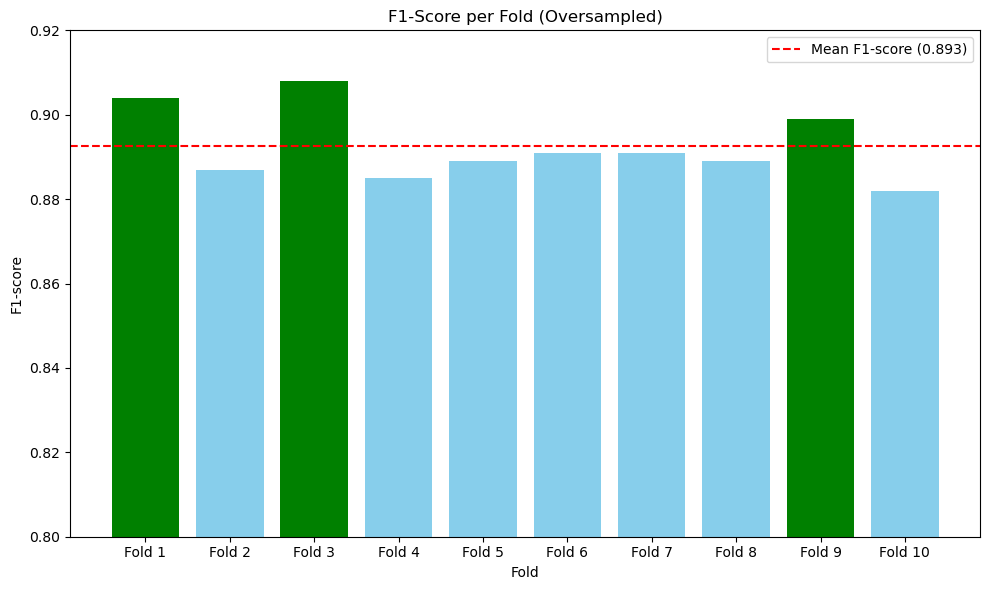 F1-Score per Fold (Oversampled)
Mean F1-score (0.893)
F1-score
0.92
0.90
0.88
0.86
0.84
0.82
0.80
Fold 1 Fold 2 Fold 3 Fold 4 Fold 5 Fold 6 Fold 7 Fold 8 Fold 9 Fold 10
Fold